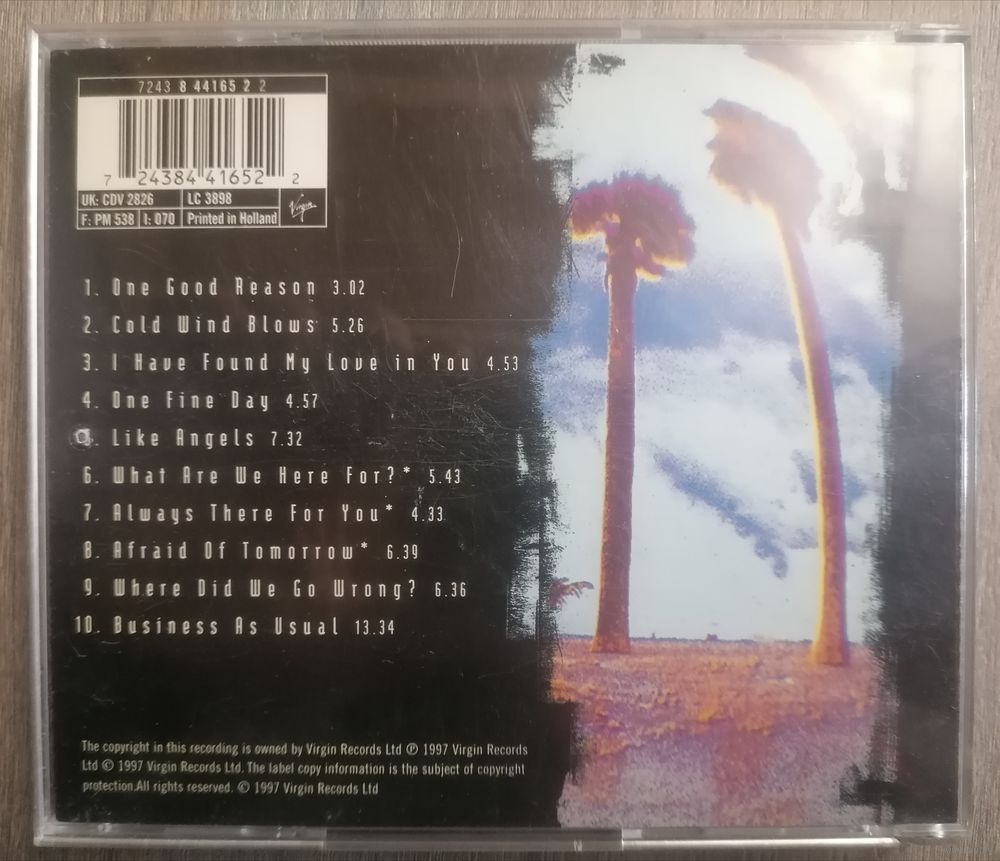 7243 8 44165 2 2
7 24384 41652 2
UK: CDV 2826 LC 3898
F: PM 538 I: 070 Printed in Holland Virgin
1. One Good Reason 3.02
2. Cold Wind Blows 5.26
3. I Have Found My Love in You 4.53
4. One Fine Day 4.57
5. Like Angels 7.32
6. What Are We Here For?* 5.43
7. Always There For You* 4.33
8. Afraid Of Tomorrow* 6.39
9. Where Did We Go Wrong? 6.36
10. Business As Usual 13.34
The copyright in this recording is owned by Virgin Records Ltd ℗ 1997 Virgin Records
Ltd © 1997 Virgin Records Ltd. The label copy information is the subject of copyright
protection.All rights reserved. © 1997 Virgin Records Ltd